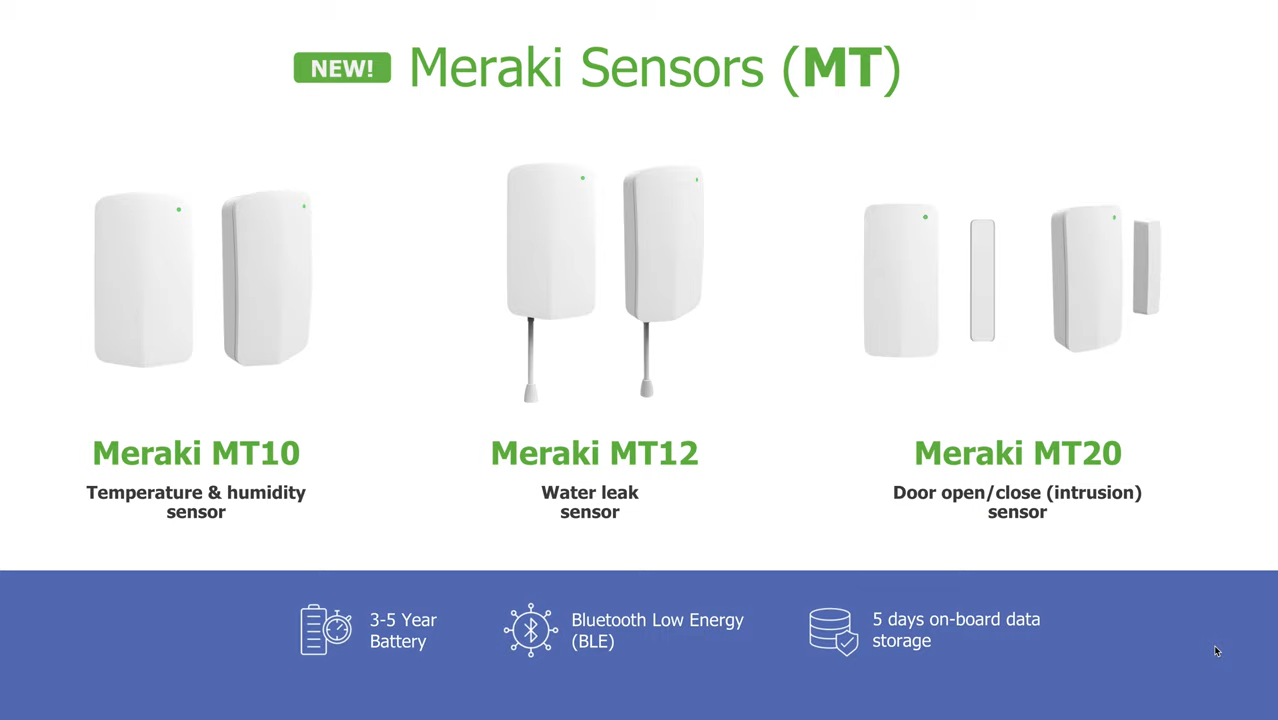 NEW! Meraki Sensors (MT)
Meraki MT10
Temperature & humidity
sensor
Meraki MT12
Water leak
sensor
Meraki MT20
Door open/close (intrusion)
sensor
3-5 Year
Battery
Bluetooth Low Energy
(BLE)
5 days on-board data
storage